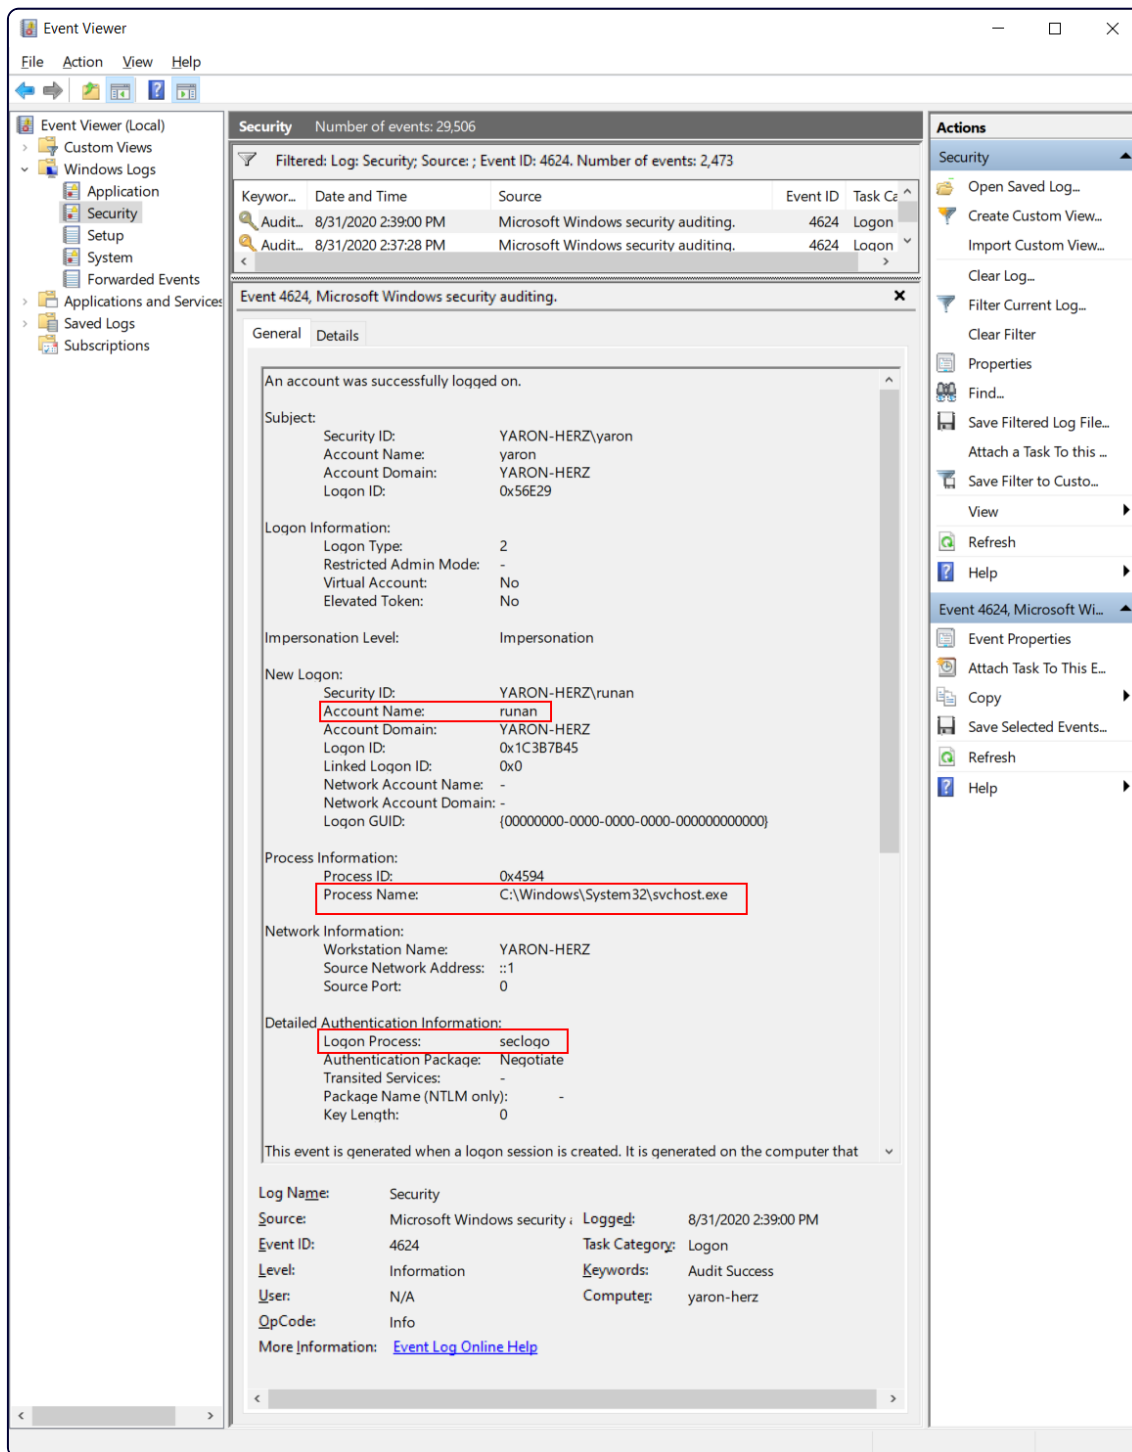 Event Viewer
File Action View Help
Event Viewer (Local)
Custom Views
Windows Logs
Application
Security
Setup
System
Forwarded Events
Applications and Services
Saved Logs
Subscriptions
Security Number of events: 29,506
Filtered: Log: Security; Source: ; Event ID: 4624. Number of events: 2,473
Keywor... Date and Time Source Event ID Task Ca
Audit... 8/31/2020 2:39:00 PM Microsoft Windows security auditing. 4624 Logon
Audit... 8/31/2020 2:37:28 PM Microsoft Windows security auditing. 4624 Logon
Event 4624, Microsoft Windows security auditing.
General Details
An account was successfully logged on.
Subject:
Security ID: YARON-HERZ\yaron
Account Name: yaron
Account Domain: YARON-HERZ
Logon ID: 0x56E29
Logon Information:
Logon Type: 2
Restricted Admin Mode: -
Virtual Account: No
Elevated Token: No
Impersonation Level: Impersonation
New Logon:
Security ID: YARON-HERZ\runan
Account Name: runan
Account Domain: YARON-HERZ
Logon ID: 0x1C3B7B45
Linked Logon ID: 0x0
Network Account Name: -
Network Account Domain: -
Logon GUID: {00000000-0000-0000-0000-000000000000}
Process Information:
Process ID: 0x4594
Process Name: C:\Windows\System32\svchost.exe
Network Information:
Workstation Name: YARON-HERZ
Source Network Address: ::1
Source Port: 0
Detailed Authentication Information:
Logon Process: seclogo
Authentication Package: Negotiate
Transited Services: -
Package Name (NTLM only): -
Key Length: 0
This event is generated when a logon session is created. It is generated on the computer that
Log Name: Security
Source: Microsoft Windows security a Logged: 8/31/2020 2:39:00 PM
Event ID: 4624 Task Category: Logon
Level: Information Keywords: Audit Success
User: N/A Computer: yaron-herz
OpCode: Info
More Information: Event Log Online Help
Actions
Security
Open Saved Log...
Create Custom View...
Import Custom View...
Clear Log...
Filter Current Log...
Clear Filter
Properties
Find...
Save Filtered Log File...
Attach a Task To this ...
Save Filter to Custo...
View
Refresh
Help
Event 4624, Microsoft Wi...
Event Properties
Attach Task To This E...
Copy
Save Selected Events...
Refresh
Help